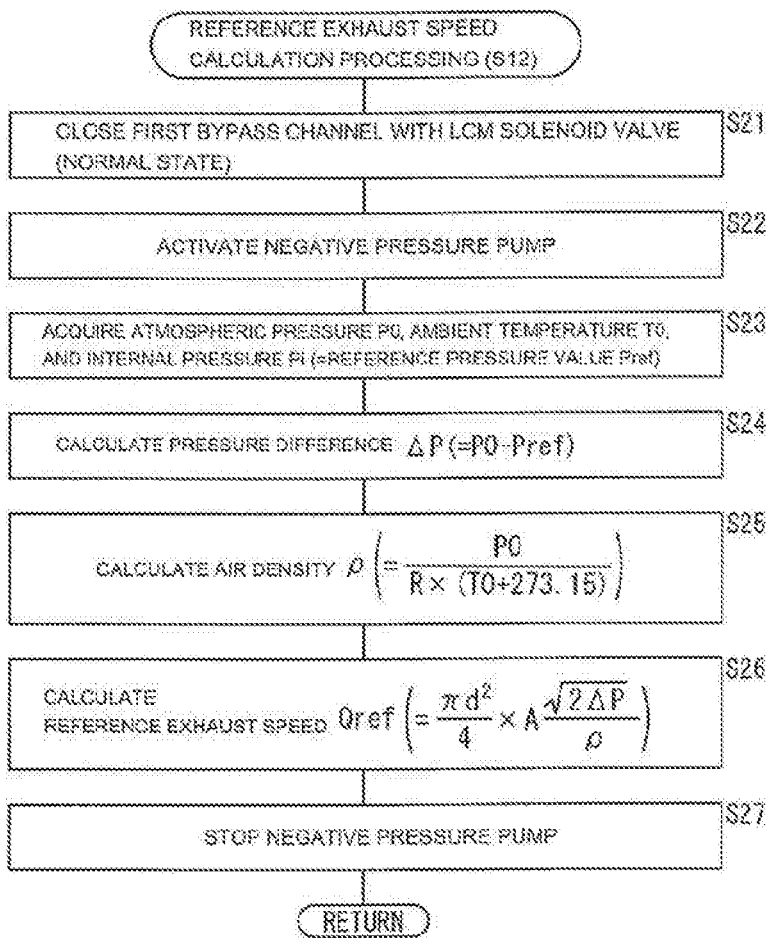 REFERENCE EXHAUST SPEED
CALCULATION PROCESSING (S12)
S21
CLOSE FIRST BYPASS CHANNEL WITH LCM SOLENOID VALVE
(NORMAL STATE)
S22
ACTIVATE NEGATIVE PRESSURE PUMP
S23
ACQUIRE ATMOSPHERIC PRESSURE P0, AMBIENT TEMPERATURE T0,
AND INTERNAL PRESSURE Pi (=REFERENCE PRESSURE VALUE Pref)
S24
CALCULATE PRESSURE DIFFERENCE ΔP(=P0-Pref)
S25
CALCULATE AIR DENSITY ρ (= P0 / R × (T0+273.15))
S26
CALCULATE
REFERENCE EXHAUST SPEED Qref (= πd² / 4 × A √2ΔP / ρ)
S27
STOP NEGATIVE PRESSURE PUMP
RETURN